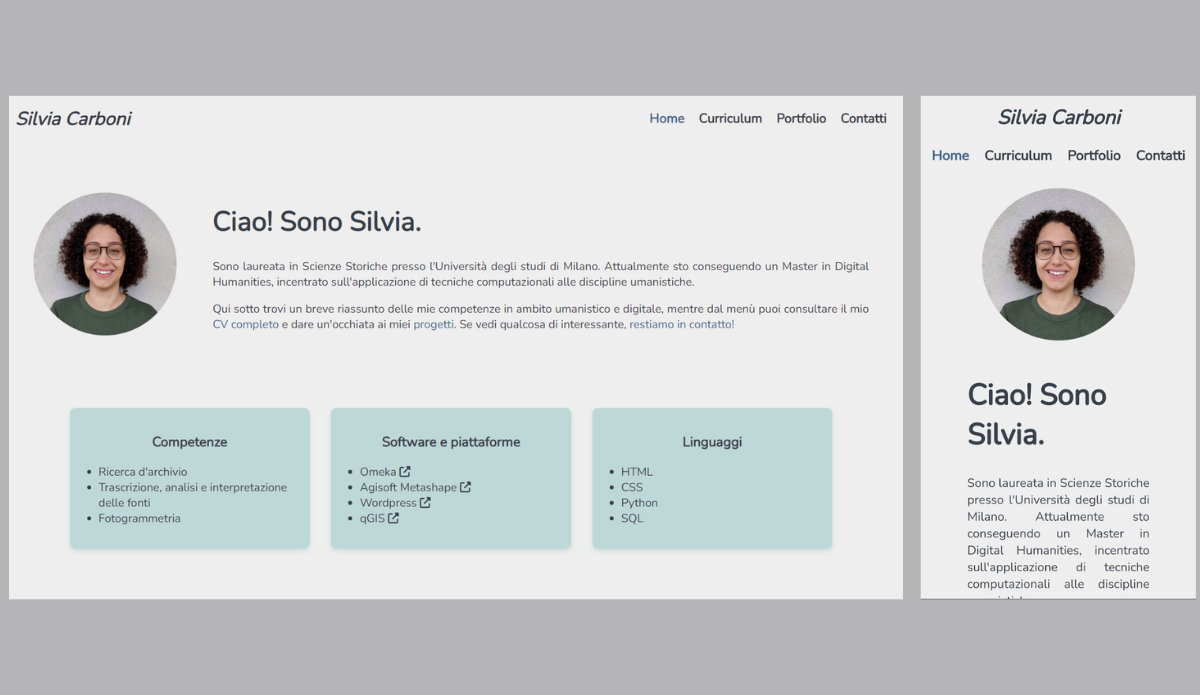 Silvia Carboni
Home Curriculum Portfolio Contatti
Ciao! Sono Silvia.
Sono laureata in Scienze Storiche presso l'Università degli studi di Milano. Attualmente sto conseguendo un Master in Digital
Humanities, incentrato sull'applicazione di tecniche computazionali alle discipline umanistiche.
Qui sotto trovi un breve riassunto delle mie competenze in ambito umanistico e digitale, mentre dal menù puoi consultare il mio
CV completo e dare un'occhiata ai miei progetti. Se vedi qualcosa di interessante, restiamo in contatto!
Competenze
• Ricerca d'archivio
• Trascrizione, analisi e interpretazione
delle fonti
• Fotogrammetria
Software e piattaforme
• Omeka
• Agisoft Metashape
• Wordpress
• qGIS
Linguaggi
• HTML
• CSS
• Python
• SQL
Silvia Carboni
Home Curriculum Portfolio Contatti
Ciao! Sono
Silvia.
Sono laureata in Scienze Storiche
presso l'Università degli studi di
Milano. Attualmente sto
conseguendo un Master in
Digital Humanities, incentrato
sull'applicazione di tecniche
computazionali alle discipline